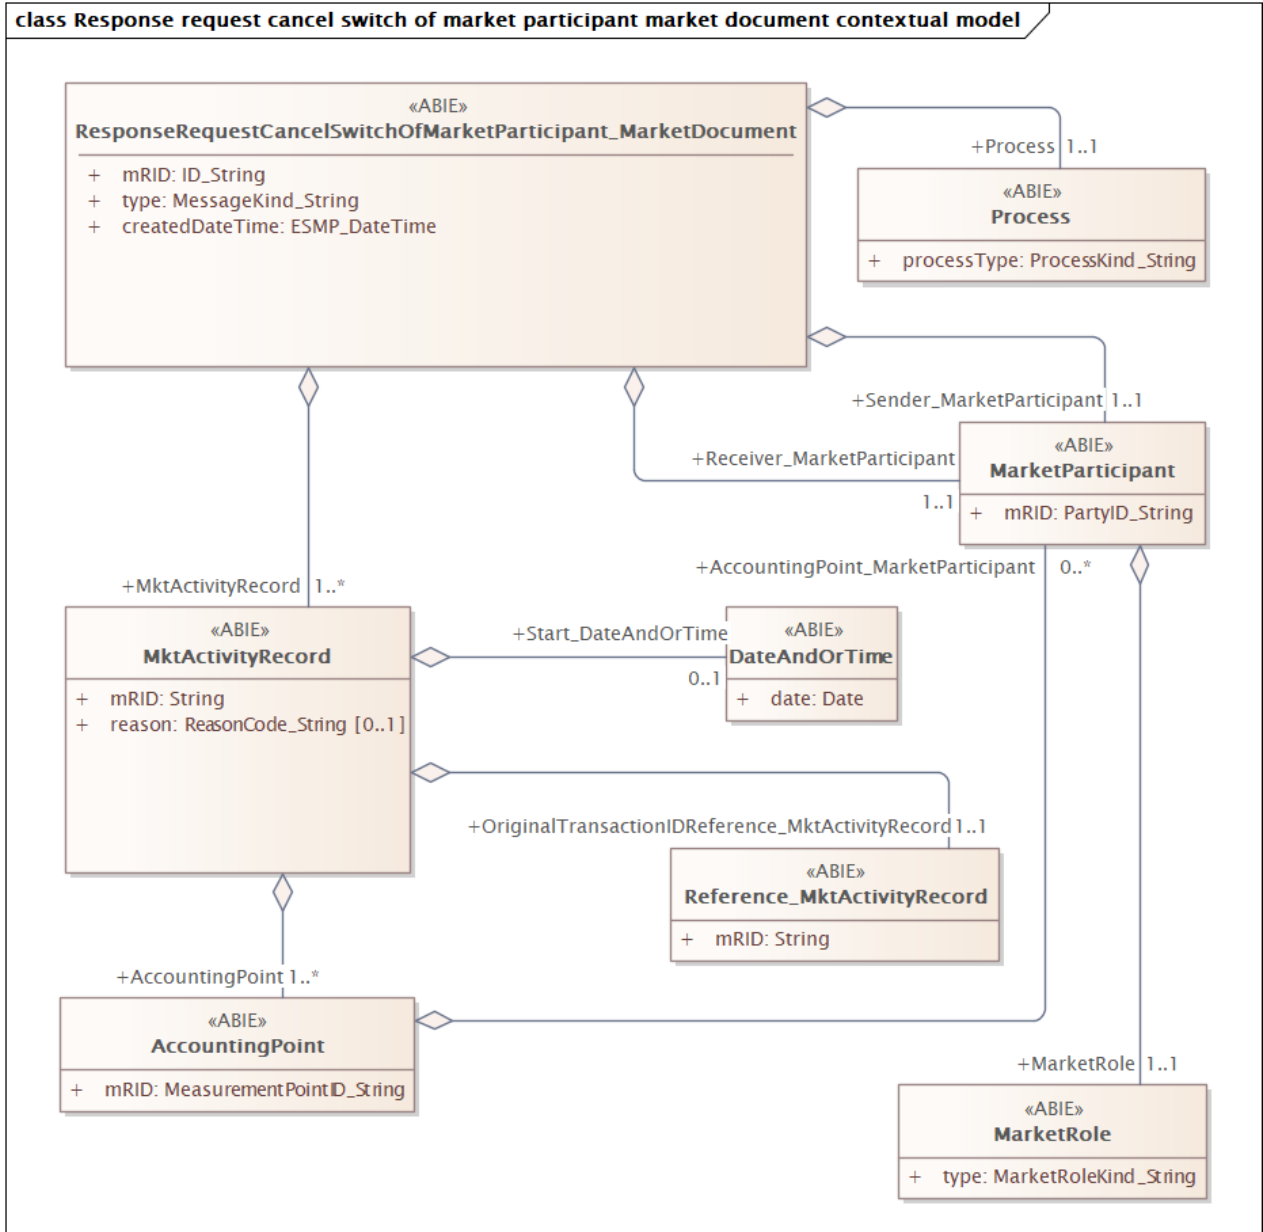 class Response request cancel switch of market participant market document contextual model
«ABIE»
ResponseRequestCancelSwitchOfMarketParticipant_MarketDocument
+ mRID: ID_String
+ type: MessageKind_String
+ createdDateTime: ESMP_DateTime
+Process 1..1
«ABIE»
Process
+ processType: ProcessKind_String
+Sender_MarketParticipant 1..1
+Receiver_MarketParticipant
1..1
«ABIE»
MarketParticipant
+ mRID: PartyID_String
+AccountingPoint_MarketParticipant 0..*
+MktActivityRecord 1..*
«ABIE»
MktActivityRecord
+ mRID: String
+ reason: ReasonCode_String [0..1]
+Start_DateAndOrTime
0..1
«ABIE»
DateAndOrTime
+ date: Date
+OriginalTransactionIDReference_MktActivityRecord 1..1
«ABIE»
Reference_MktActivityRecord
+ mRID: String
+AccountingPoint 1..*
«ABIE»
AccountingPoint
+ mRID: MeasurementPointID_String
+MarketRole 1..1
«ABIE»
MarketRole
+ type: MarketRoleKind_String